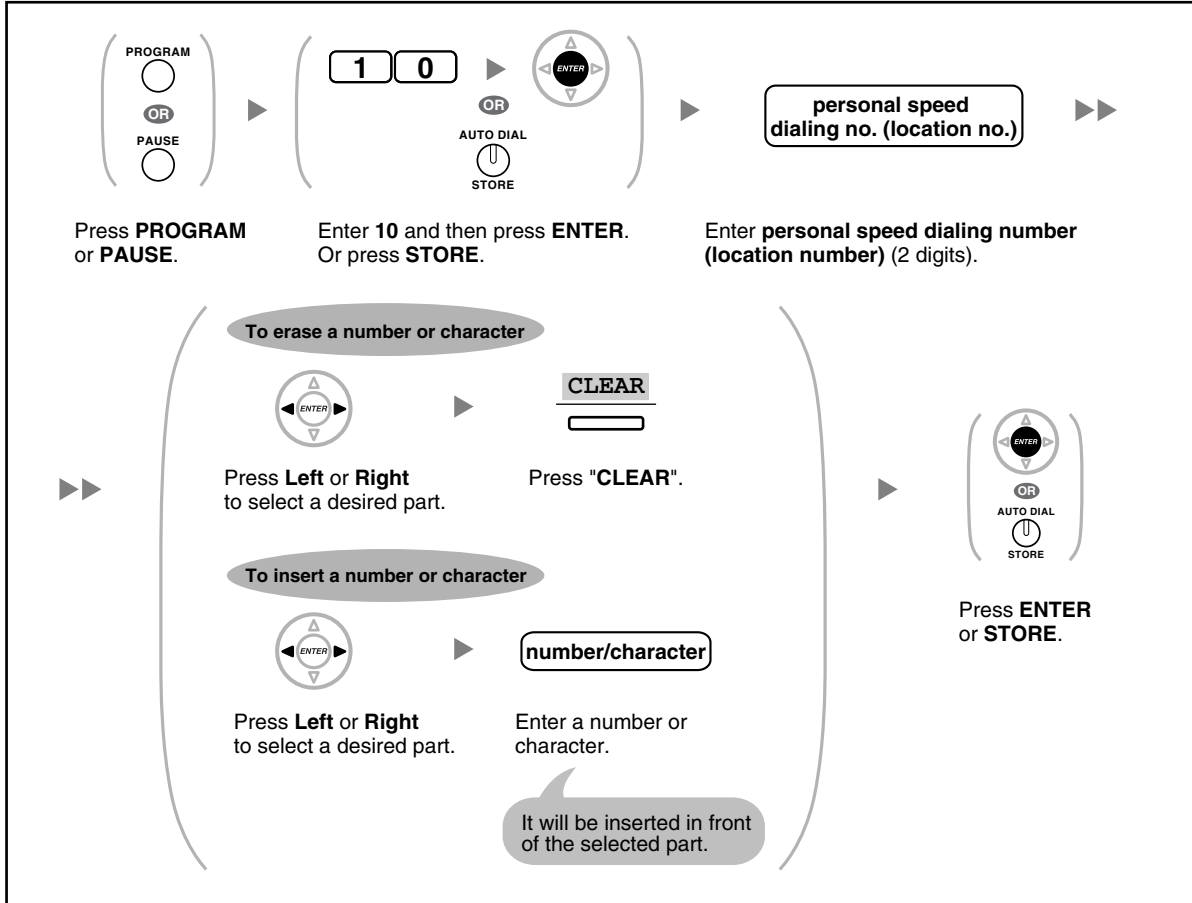 PROGRAM
OR
PAUSE
Press PROGRAM
or PAUSE.
1 0
ENTER
OR
AUTO DIAL
STORE
Enter 10 and then press ENTER.
Or press STORE.
personal speed
dialing no. (location no.)
Enter personal speed dialing number
(location number) (2 digits).
To erase a number or character
ENTER
Press Left or Right
to select a desired part.
CLEAR
Press "CLEAR".
To insert a number or character
ENTER
Press Left or Right
to select a desired part.
number/character
Enter a number or
character.
It will be inserted in front
of the selected part.
ENTER
OR
AUTO DIAL
STORE
Press ENTER
or STORE.